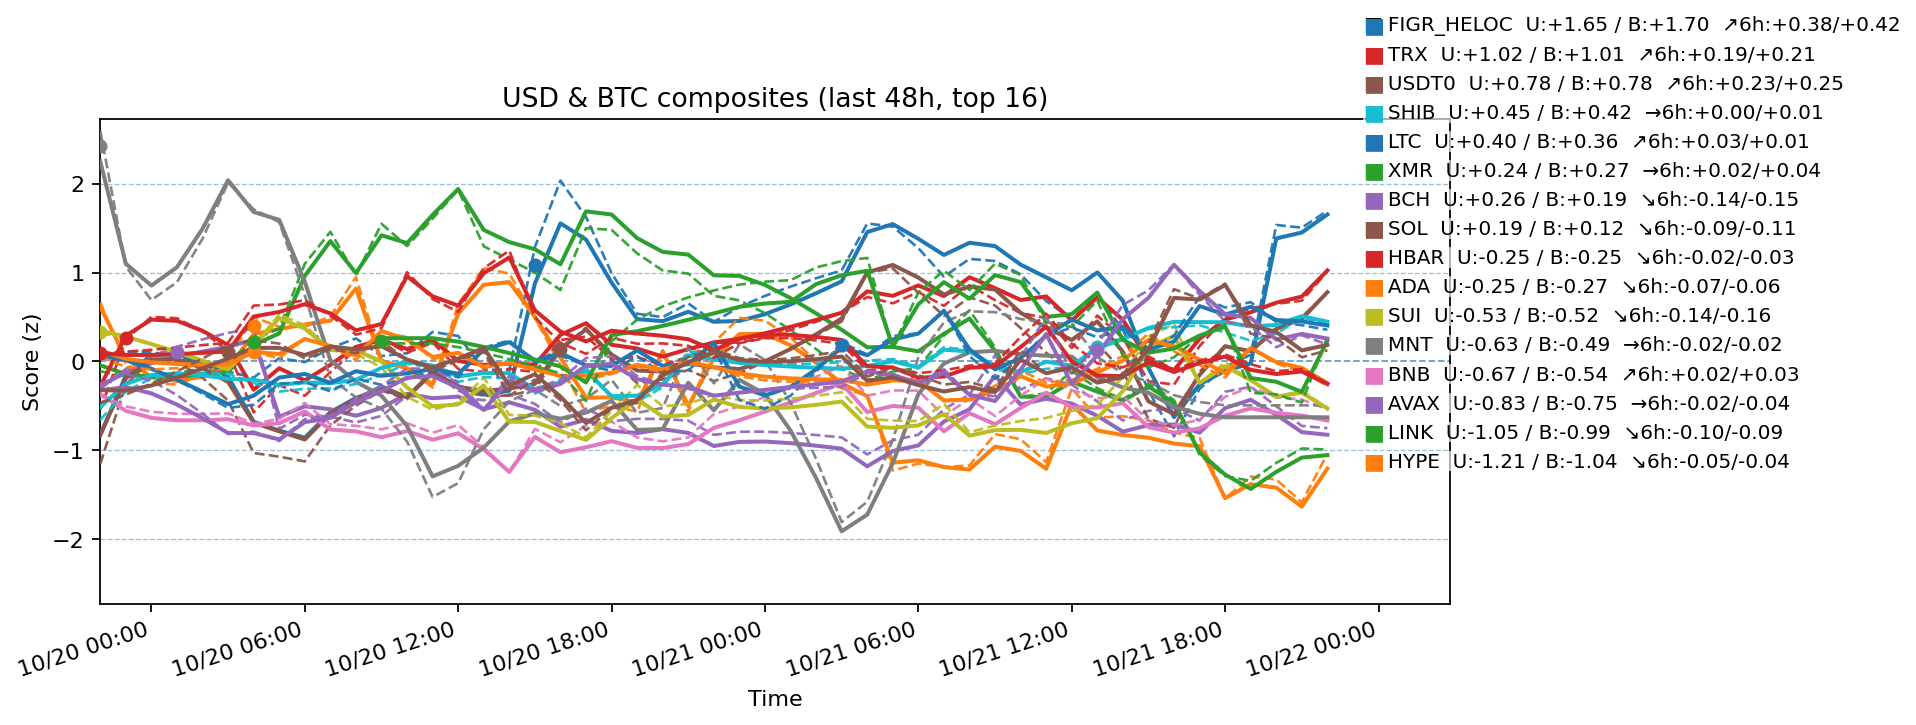 FIGR_HELOC U:+1.65 / B:+1.70 ↗6h:+0.38/+0.42
TRX U:+1.02 / B:+1.01 ↗6h:+0.19/+0.21
USDT0 U:+0.78 / B:+0.78 ↗6h:+0.23/+0.25
SHIB U:+0.45 / B:+0.42 →6h:+0.00/+0.01
LTC U:+0.40 / B:+0.36 ↗6h:+0.03/+0.01
XMR U:+0.24 / B:+0.27 →6h:+0.02/+0.04
BCH U:+0.26 / B:+0.19 ↘6h:-0.14/-0.15
SOL U:+0.19 / B:+0.12 ↘6h:-0.09/-0.11
HBAR U:-0.25 / B:-0.25 ↘6h:-0.02/-0.03
ADA U:-0.25 / B:-0.27 ↘6h:-0.07/-0.06
SUI U:-0.53 / B:-0.52 ↘6h:-0.14/-0.16
MNT U:-0.63 / B:-0.49 →6h:-0.02/-0.02
BNB U:-0.67 / B:-0.54 ↗6h:+0.02/+0.03
AVAX U:-0.83 / B:-0.75 →6h:-0.02/-0.04
LINK U:-1.05 / B:-0.99 ↘6h:-0.10/-0.09
HYPE U:-1.21 / B:-1.04 ↘6h:-0.05/-0.04
USD & BTC composites (last 48h, top 16)
Score (z)
2
1
0
−1
−2
10/20 00:00
10/20 06:00
10/20 12:00
10/20 18:00
10/21 00:00
10/21 06:00
10/21 12:00
10/21 18:00
10/22 00:00
Time